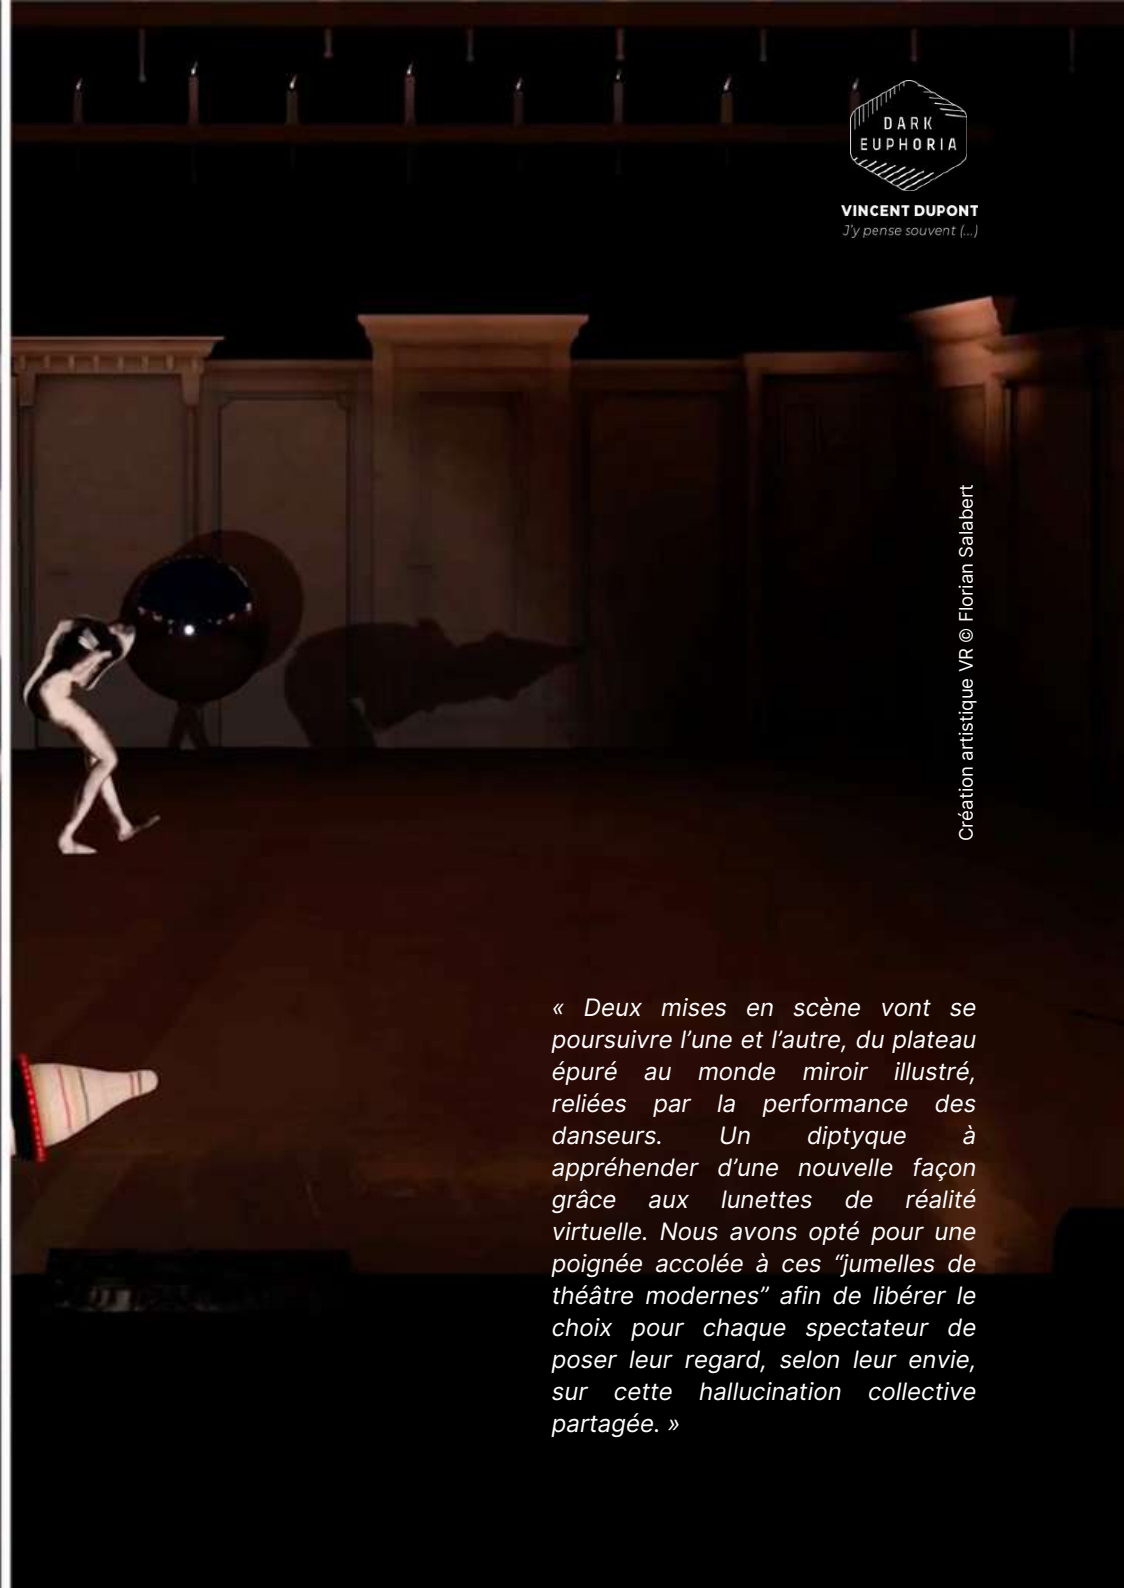 DARK
EUPHORIA
VINCENT DUPONT
J’y pense souvent (...)
Création artistique VR © Florian Salabert
« Deux mises en scène vont se
poursuivre l’une et l’autre, du plateau
épuré au monde miroir illustré,
reliées par la performance des
danseurs. Un diptyque à
appréhender d’une nouvelle façon
grâce aux lunettes de réalité
virtuelle. Nous avons opté pour une
poignée accolée à ces “jumelles de
théâtre modernes” afin de libérer le
choix pour chaque spectateur de
poser leur regard, selon leur envie,
sur cette hallucination collective
partagée. »